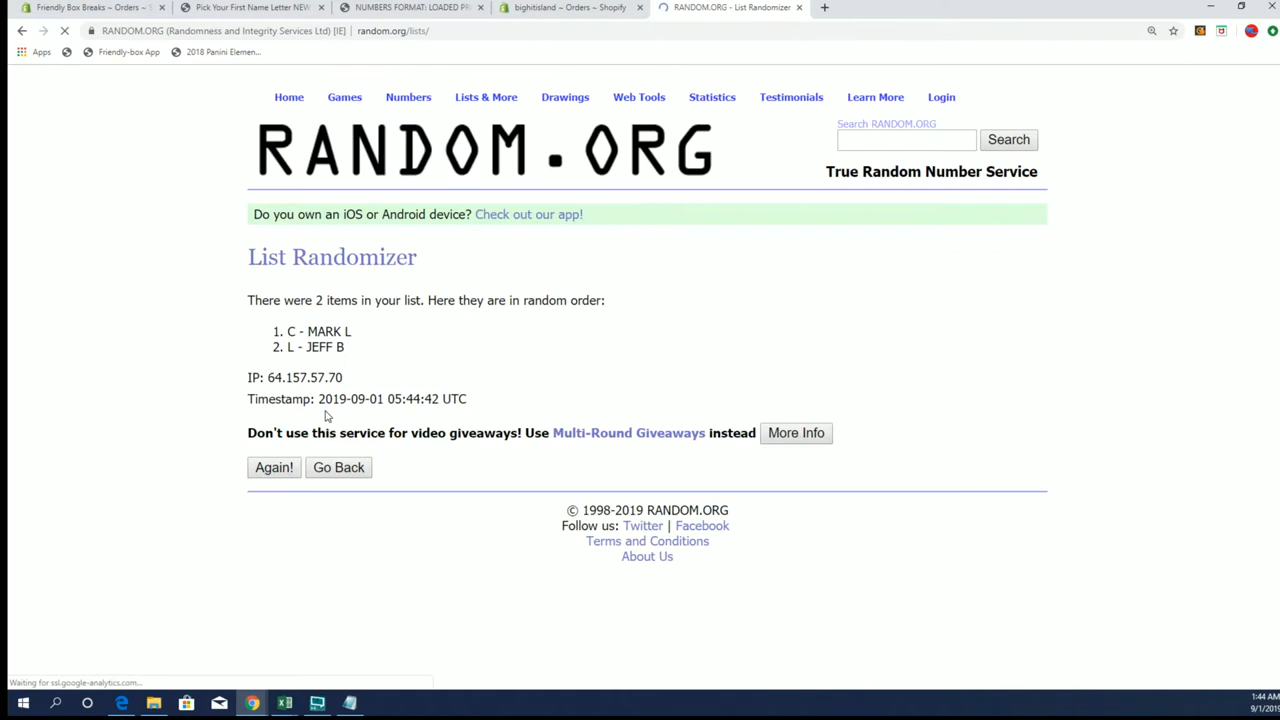 Friendly Box Breaks ~ Orders ~ S
Pick Your First Name Letter NEW
NUMBERS FORMAT: LOADED PR
bighitisland ~ Orders ~ Shopify
RANDOM.ORG - List Randomizer
RANDOM.ORG (Randomness and Integrity Services Ltd) [IE] | random.org/lists/
Apps
Friendly-box App
2018 Panini Elemen...
Home Games Numbers Lists & More Drawings Web Tools Statistics Testimonials Learn More Login
RANDOM.ORG
Search RANDOM.ORG
Search
True Random Number Service
Do you own an iOS or Android device? Check out our app!
List Randomizer
There were 2 items in your list. Here they are in random order:
1. C - MARK L
2. L - JEFF B
IP: 64.157.57.70
Timestamp: 2019-09-01 05:44:42 UTC
Don't use this service for video giveaways! Use Multi-Round Giveaways instead More Info
Again! Go Back
© 1998-2019 RANDOM.ORG
Follow us: Twitter | Facebook
Terms and Conditions
About Us
Waiting for ssl.google-analytics.com...
1:44 AM
9/1/2019